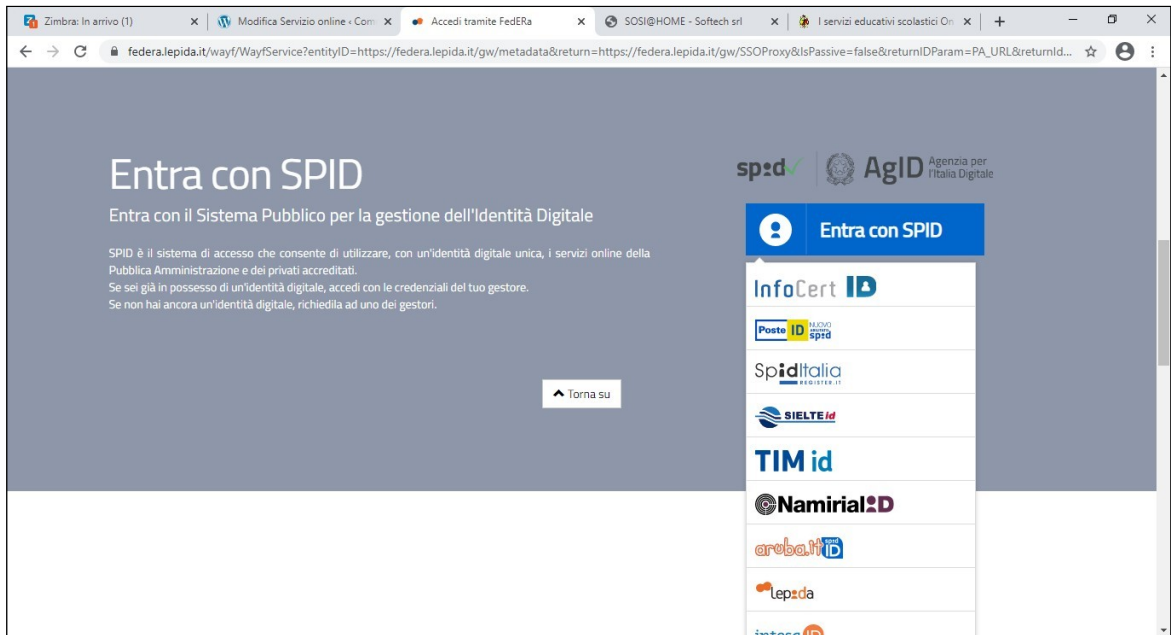 Zimbra: In arrivo (1)
Modifica Servizio online ‹ Com
Accedi tramite FedERa
SOSI@HOME - Softech srl
I servizi educativi scolastici On
federa.lepida.it/wayf/WayfService?entityID=https://federa.lepida.it/gw/metadata&return=https://federa.lepida.it/gw/SSOProxy&IsPassive=false&returnIDParam=PA_URL&returnId...
Entra con SPID
Entra con il Sistema Pubblico per la gestione dell'Identità Digitale
SPID è il sistema di accesso che consente di utilizzare, con un'identità digitale unica, i servizi online della
Pubblica Amministrazione e dei privati accreditati.
Se sei già in possesso di un'identità digitale, accedi con le credenziali del tuo gestore.
Se non hai ancora un'identità digitale, richiedila ad uno dei gestori.
Torna su
spid
AgID Agenzia per
l'Italia Digitale
Entra con SPID
InfoCert ID
Poste ID NUOVO
spid
SpidItalia
REGISTER.IT
SIELTE id
TIM id
Namirial ID
aruba.it spid ID
Lepida
intesa ID